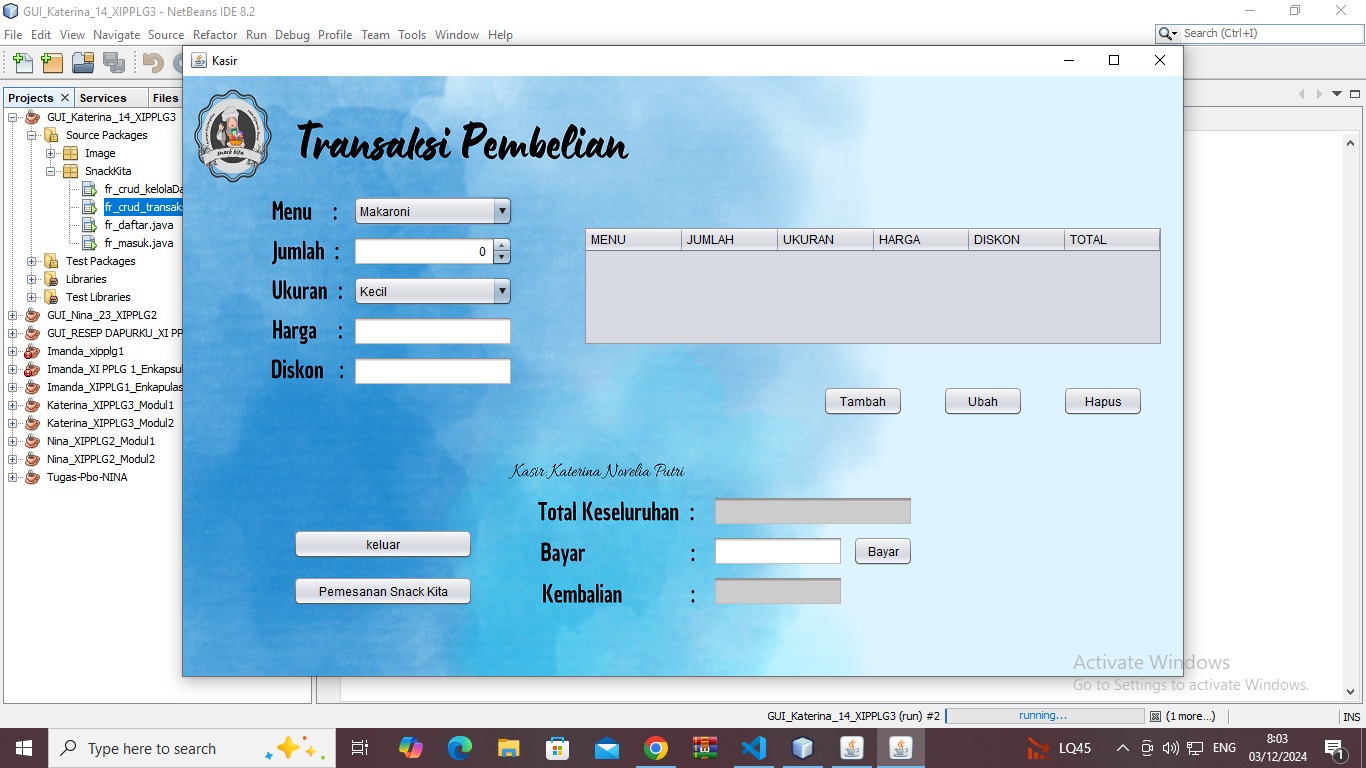 GUI_Katerina_14_XIPPLG3 - NetBeans IDE 8.2
File Edit View Navigate Source Refactor Run Debug Profile Team Tools Window Help
Search (Ctrl+I)
Kasir
Projects Services Files
GUI_Katerina_14_XIPPLG3
Source Packages
Image
SnackKita
fr_crud_kelolaDa
fr_crud_transak
fr_daftar.java
fr_masuk.java
Test Packages
Libraries
Test Libraries
GUI_Nina_23_XIPPLG2
GUI_RESEP DAPURKU_XI PP
Imanda_xipplg1
Imanda_XI PPLG 1_Enkapsul
Imanda_XIPPLG1_Enkapulas
Katerina_XIPPLG3_Modul1
Katerina_XIPPLG3_Modul2
Nina_XIPPLG2_Modul1
Nina_XIPPLG2_Modul2
Tugas-Pbo-NINA
snack kita
Transaksi Pembelian
Menu : Makaroni
Jumlah : 0
Ukuran : Kecil
Harga :
Diskon :
MENU JUMLAH UKURAN HARGA DISKON TOTAL
Tambah Ubah Hapus
Kasir: Katerina Novelia Putri
Total Keseluruhan :
Bayar : Bayar
Kembalian :
keluar
Pemesanan Snack Kita
Activate Windows
Go to Settings to activate Windows.
GUI_Katerina_14_XIPPLG3 (run) #2 running... (1 more...) INS
Type here to search
LQ45
ENG
8:03
03/12/2024
1